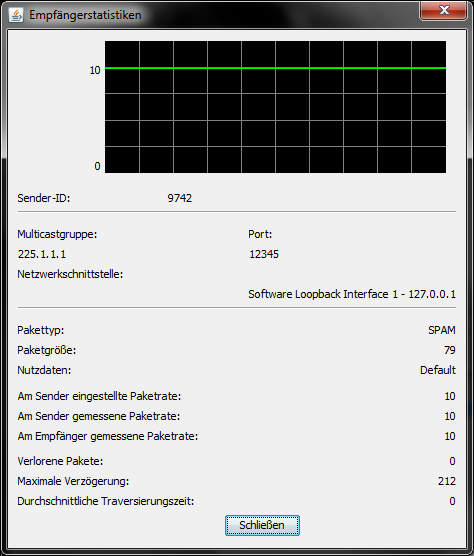 Empfängerstatistiken
10
0
Sender-ID: 9742
Multicastgruppe: Port:
225.1.1.1 12345
Netzwerkschnittstelle:
Software Loopback Interface 1 - 127.0.0.1
Pakettyp: SPAM
Paketgröße: 79
Nutzdaten: Default
Am Sender eingestellte Paketrate: 10
Am Sender gemessene Paketrate: 10
Am Empfänger gemessene Paketrate: 10
Verlorene Pakete: 0
Maximale Verzögerung: 212
Durchschnittliche Traversierungszeit: 0
Schließen